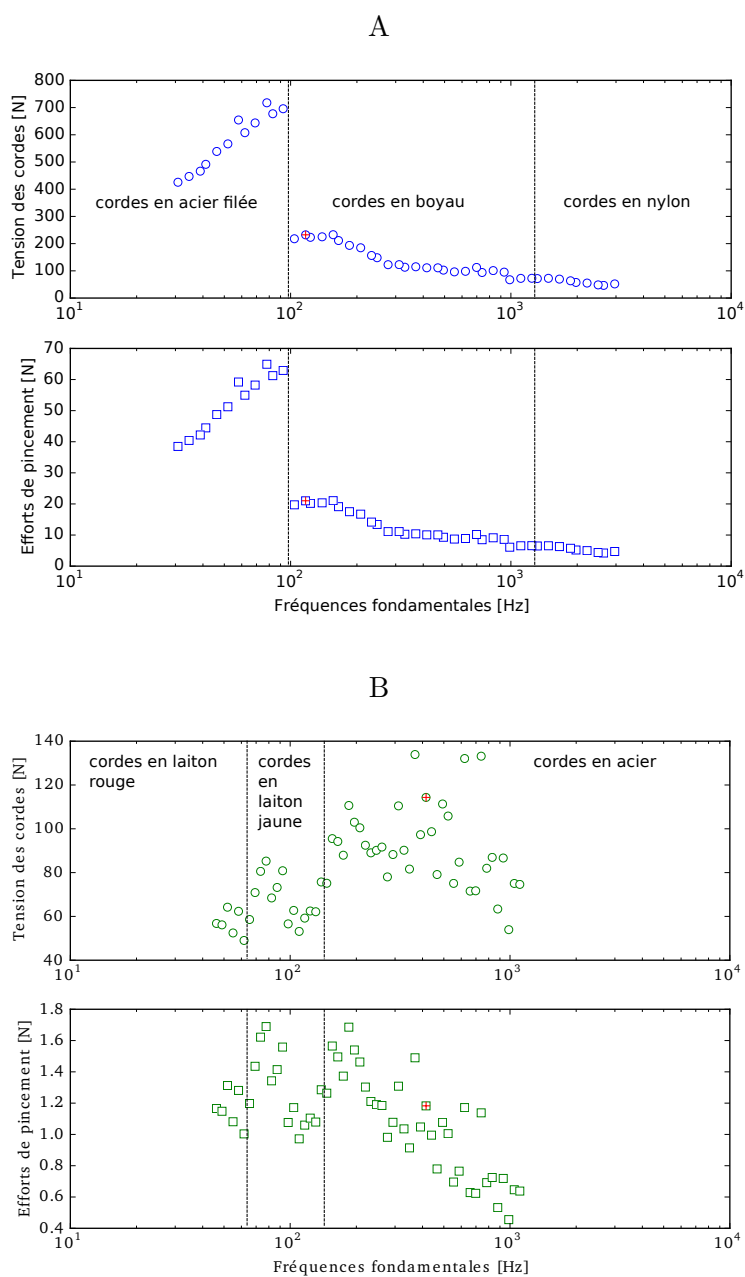 A
800
700
600
500
400
300
200
100
0
Tension des cordes [N]
cordes en acier filée
cordes en boyau
cordes en nylon
10^1
10^2
10^3
10^4
70
60
50
40
30
20
10
0
Efforts de pincement [N]
10^1
10^2
10^3
10^4
Fréquences fondamentales [Hz]
B
140
120
100
80
60
40
Tension des cordes [N]
cordes en laiton
rouge
cordes
en
laiton
jaune
cordes en acier
10^1
10^2
10^3
10^4
1.8
1.6
1.4
1.2
1.0
0.8
0.6
0.4
Efforts de pincement [N]
10^1
10^2
10^3
10^4
Fréquences fondamentales [Hz]